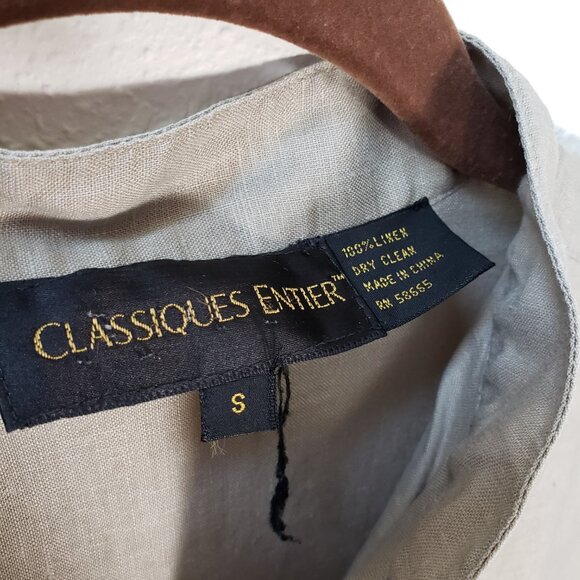 CLASSIQUES ENTIER™
100% LINEN
DRY CLEAN
MADE IN CHINA
RN 58665
S